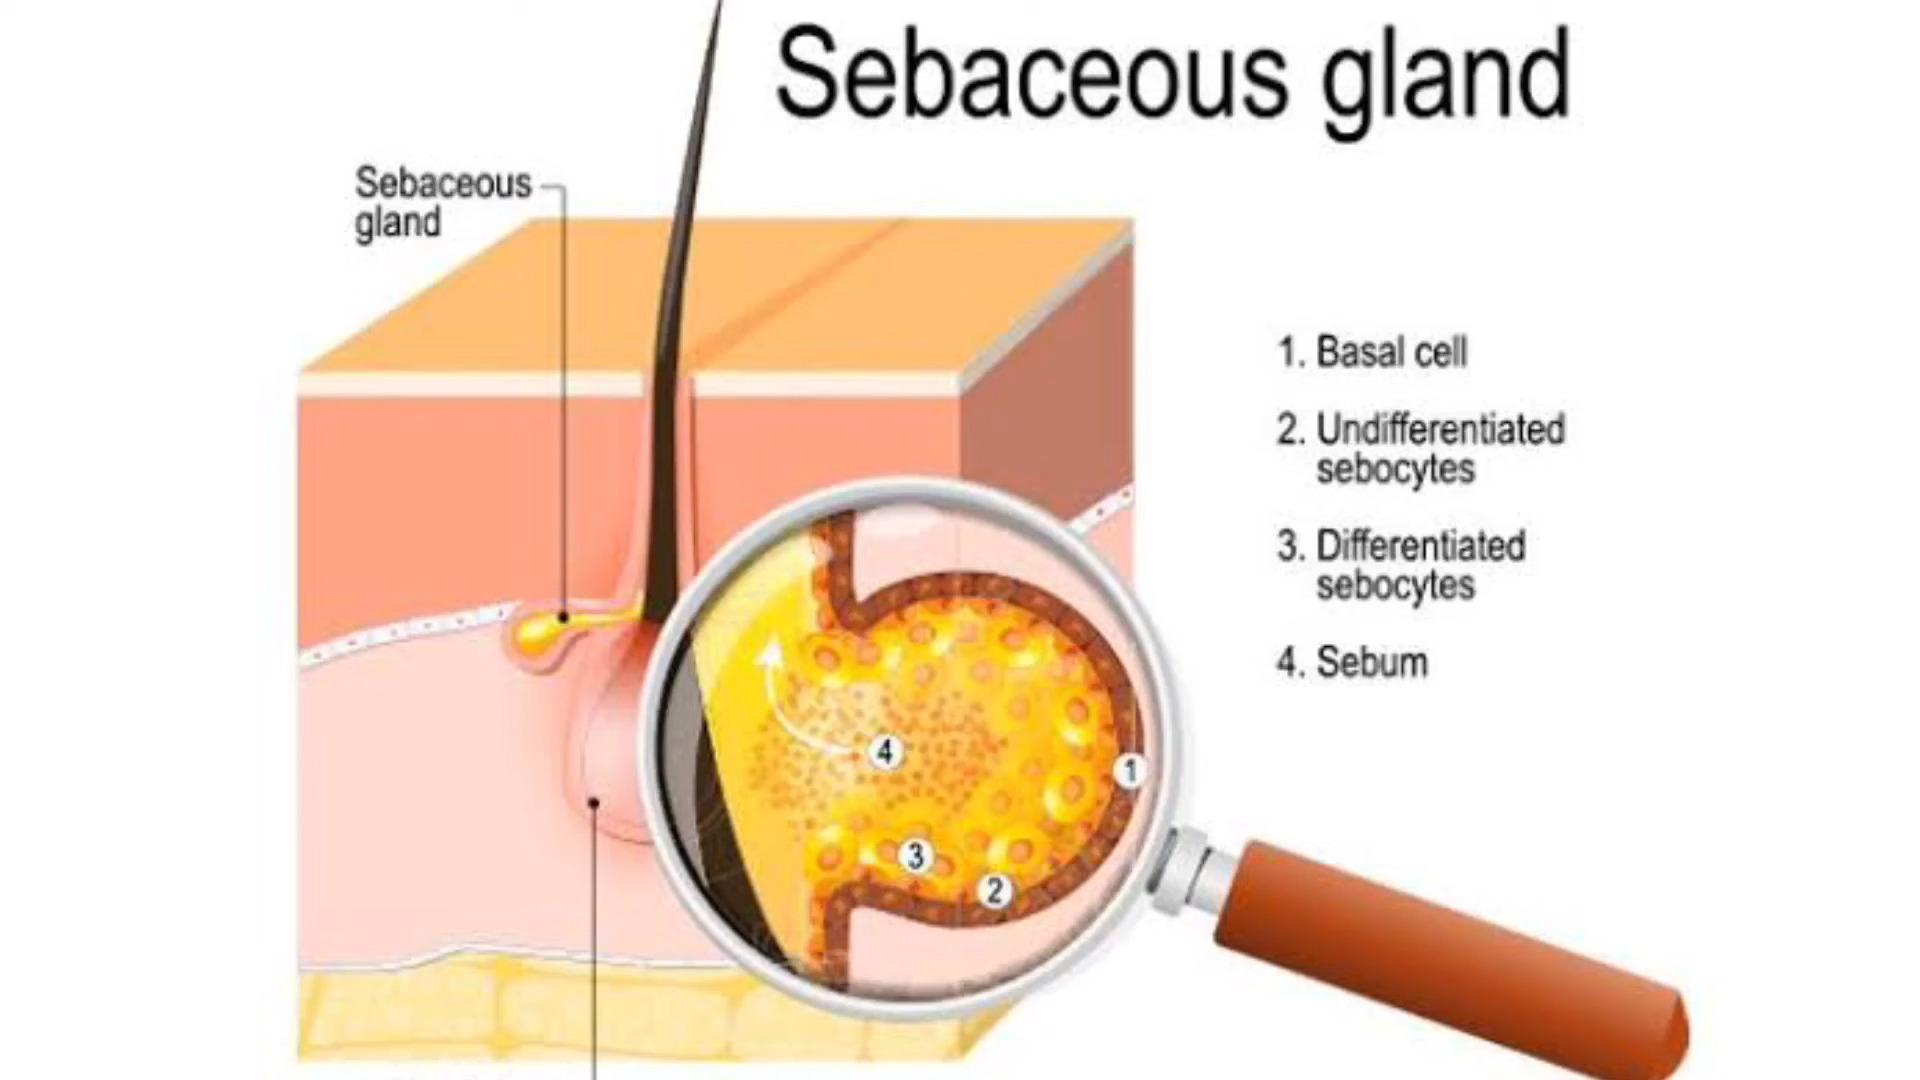 Sebaceous gland
Sebaceous
gland
1. Basal cell
2. Undifferentiated
sebocytes
3. Differentiated
sebocytes
4. Sebum
4
1
3
2